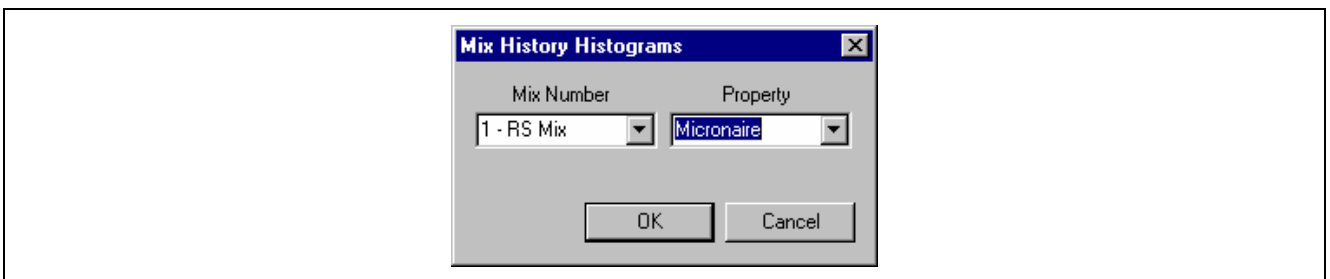 Mix History Histograms
Mix Number Property
1 - RS Mix Micronaire
OK Cancel